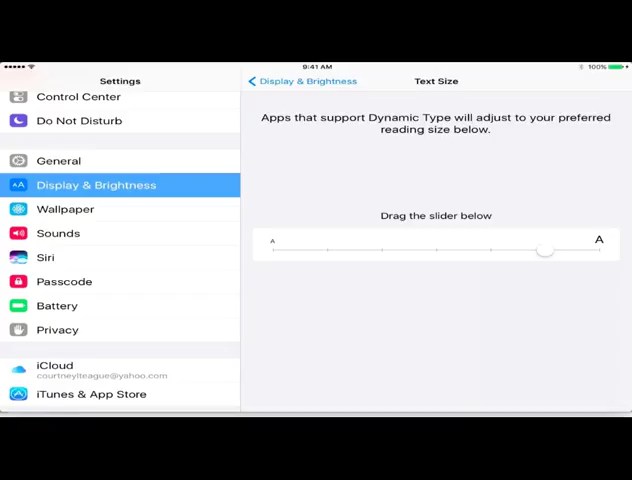 9:41 AM
100%
Settings
Display & Brightness
Text Size
Control Center
Do Not Disturb
General
AA Display & Brightness
Wallpaper
Sounds
Siri
Passcode
Battery
Privacy
iCloud
courtneylteague@yahoo.com
iTunes & App Store
Apps that support Dynamic Type will adjust to your preferred
reading size below.
Drag the slider below
A A